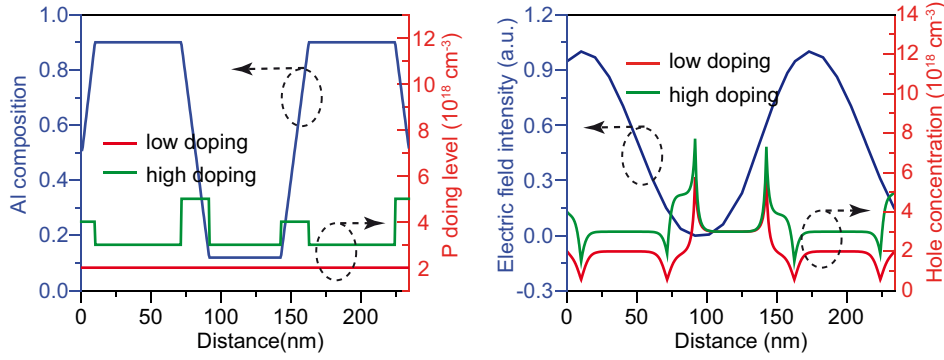 Al composition
1.0
0.8
0.6
0.4
0.2
0.0
low doping
high doping
0 50 100 150 200
Distance(nm)
12
10
8
6
4
2
P doing level (10^18 cm^-3)
Electric field intensity (a.u.)
1.2
0.9
0.6
0.3
0.0
-0.3
low doping
high doping
0 50 100 150 200
Distance (nm)
14
12
10
8
6
4
2
0
Hole concentration (10^18 cm^-3)